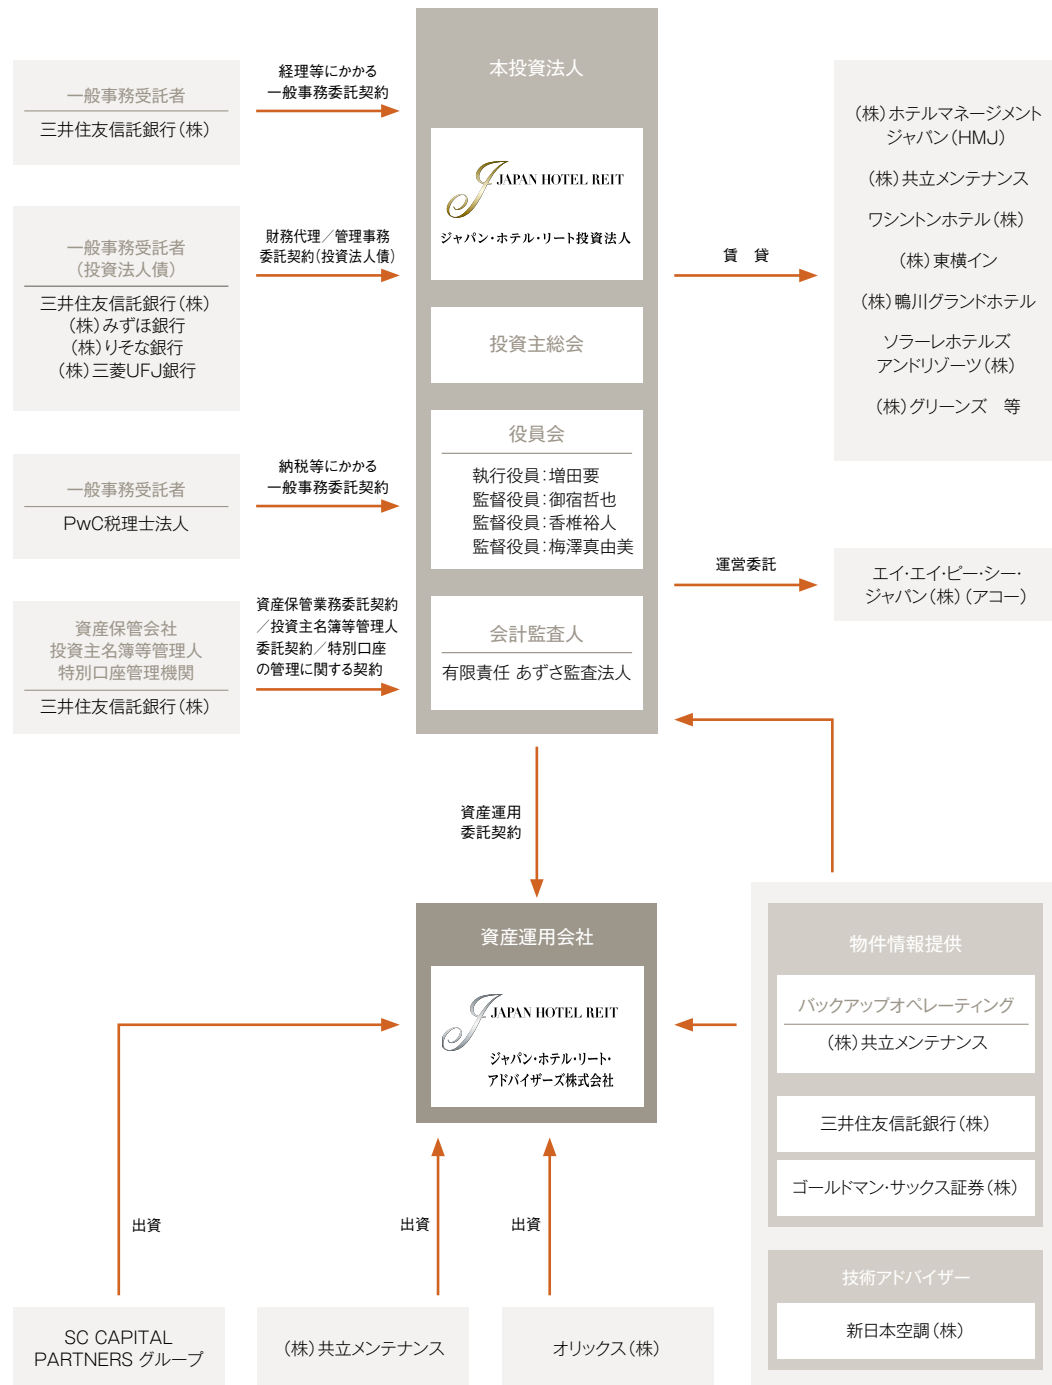 一般事務受託者
三井住友信託銀行（株）
経理等にかかる
一般事務委託契約
一般事務受託者
（投資法人債）
三井住友信託銀行（株）
（株）みずほ銀行
（株）りそな銀行
（株）三菱UFJ銀行
財務代理／管理事務
委託契約（投資法人債）
一般事務受託者
PwC税理士法人
納税等にかかる
一般事務委託契約
資産保管会社
投資主名簿等管理人
特別口座管理機関
三井住友信託銀行（株）
資産保管業務委託契約
／投資主名簿等管理人
委託契約／特別口座
の管理に関する契約
本投資法人
JAPAN HOTEL REIT
ジャパン・ホテル・リート投資法人
投資主総会
役員会
執行役員：増田要
監督役員：御宿哲也
監督役員：香椎裕人
監督役員：梅澤真由美
会計監査人
有限責任 あずさ監査法人
賃　貸
（株）ホテルマネージメント
ジャパン（HMJ）
（株）共立メンテナンス
ワシントンホテル（株）
（株）東横イン
（株）鴨川グランドホテル
ソラーレホテルズ
アンドリゾーツ（株）
（株）グリーンズ　等
運営委託
エイ・エイ・ピー・シー・
ジャパン（株）（アコー）
資産運用
委託契約
資産運用会社
JAPAN HOTEL REIT
ジャパン・ホテル・リート・
アドバイザーズ株式会社
物件情報提供
バックアップオペレーティング
（株）共立メンテナンス
三井住友信託銀行（株）
ゴールドマン・サックス証券（株）
技術アドバイザー
新日本空調（株）
出資
出資
出資
SC CAPITAL
PARTNERS グループ
（株）共立メンテナンス
オリックス（株）